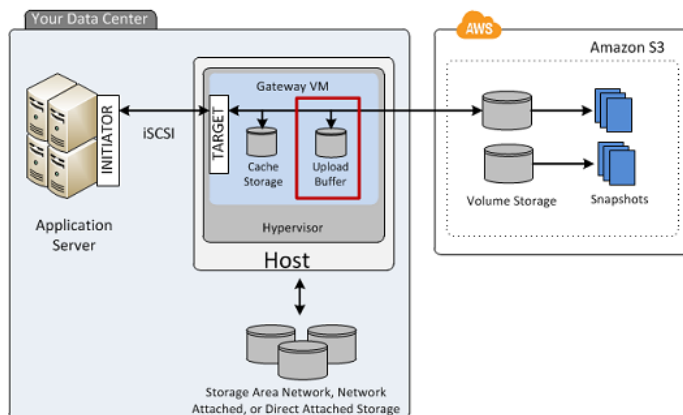 Your Data Center
AWS
Amazon S3
Gateway VM
INITIATOR
iSCSI
TARGET
Cache
Storage
Upload
Buffer
Volume Storage
Snapshots
Application
Server
Hypervisor
Host
Storage Area Network, Network
Attached, or Direct Attached Storage